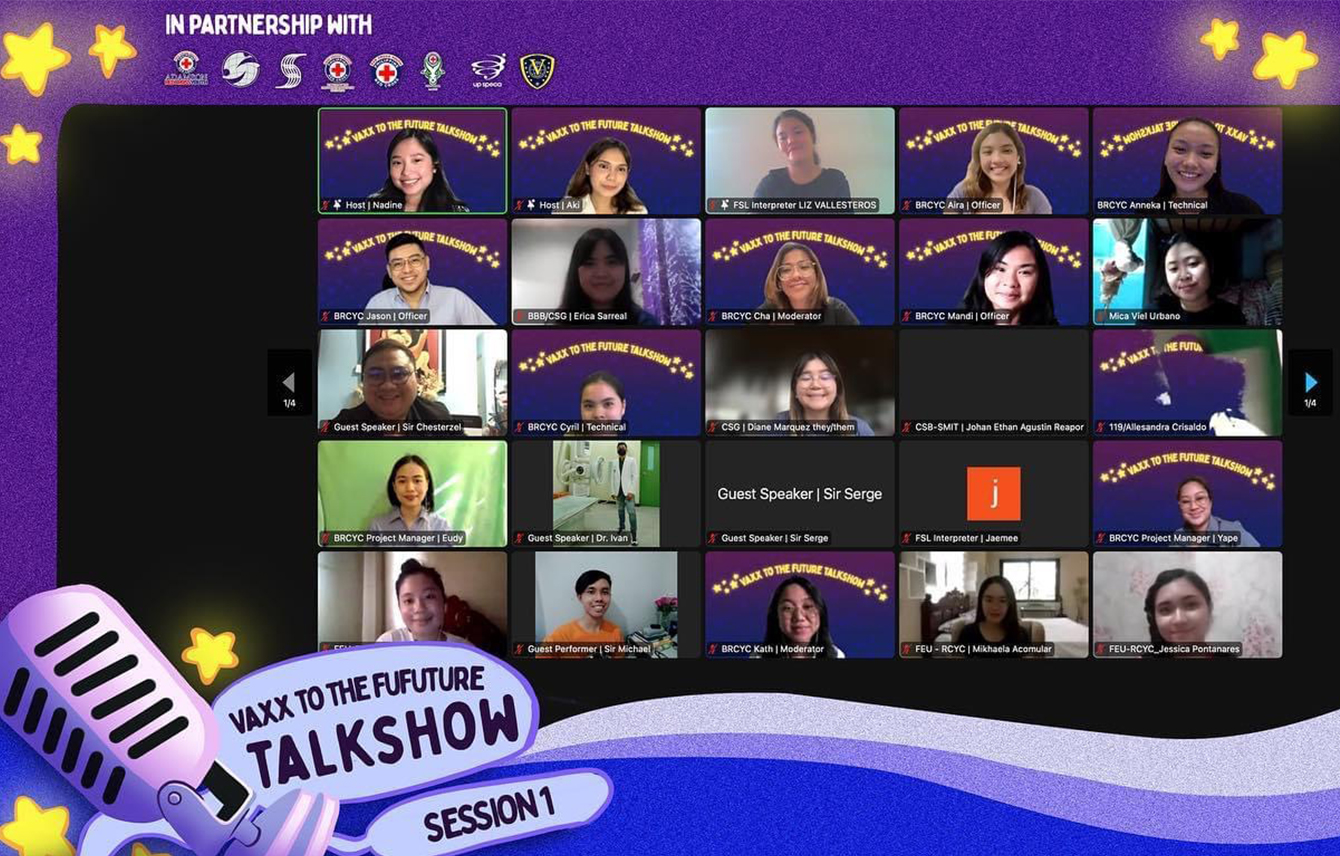 IN PARTNERSHIP WITH
ADAMSON
up speca
VAXX TO THE FUTURE TALKSHOW
Host | Nadine
VAXX TO THE FUTURE TALKSHOW
Host | Aki
FSL Interpreter LIZ VALLESTEROS
VAXX TO THE FUTURE TALKSHOW
BRCYC Aira | Officer
VAXX TO THE FUTURE TALKSHOW
BRCYC Anneka | Technical
VAXX TO THE FUTURE TALKSHOW
BRCYC Jason | Officer
BBB/CSG | Erica Sarreal
VAXX TO THE FUTURE TALKSHOW
BRCYC Cha | Moderator
VAXX TO THE FUTURE TALKSHOW
BRCYC Mandi | Officer
Mica Viel Urbano
1/4
Guest Speaker | Sir Chesterzel
VAXX TO THE FUTURE TALKSHOW
BRCYC Cyril | Technical
CSG | Diane Marquez they/them
CSB-SMIT | Johan Ethan Agustin Reapor
VAXX THE FUTU
119/Allesandra Crisaldo
1/4
BRCYC Project Manager | Eudy
Guest Speaker | Dr. Ivan
Guest Speaker | Sir Serge
Guest Speaker | Sir Serge
j
FSL Interpreter | Jaemee
VAXX TO THE FUTURE TALKSHOW
BRCYC Project Manager | Yape
Guest Performer | Sir Michael
VAXX TO THE FUTURE TALKSHOW
BRCYC Kath | Moderator
FEU - RCYC | Mikhaela Acomular
FEU-RCYC_Jessica Pontanares
VAXX TO THE FUFUTURE
TALKSHOW
SESSION 1